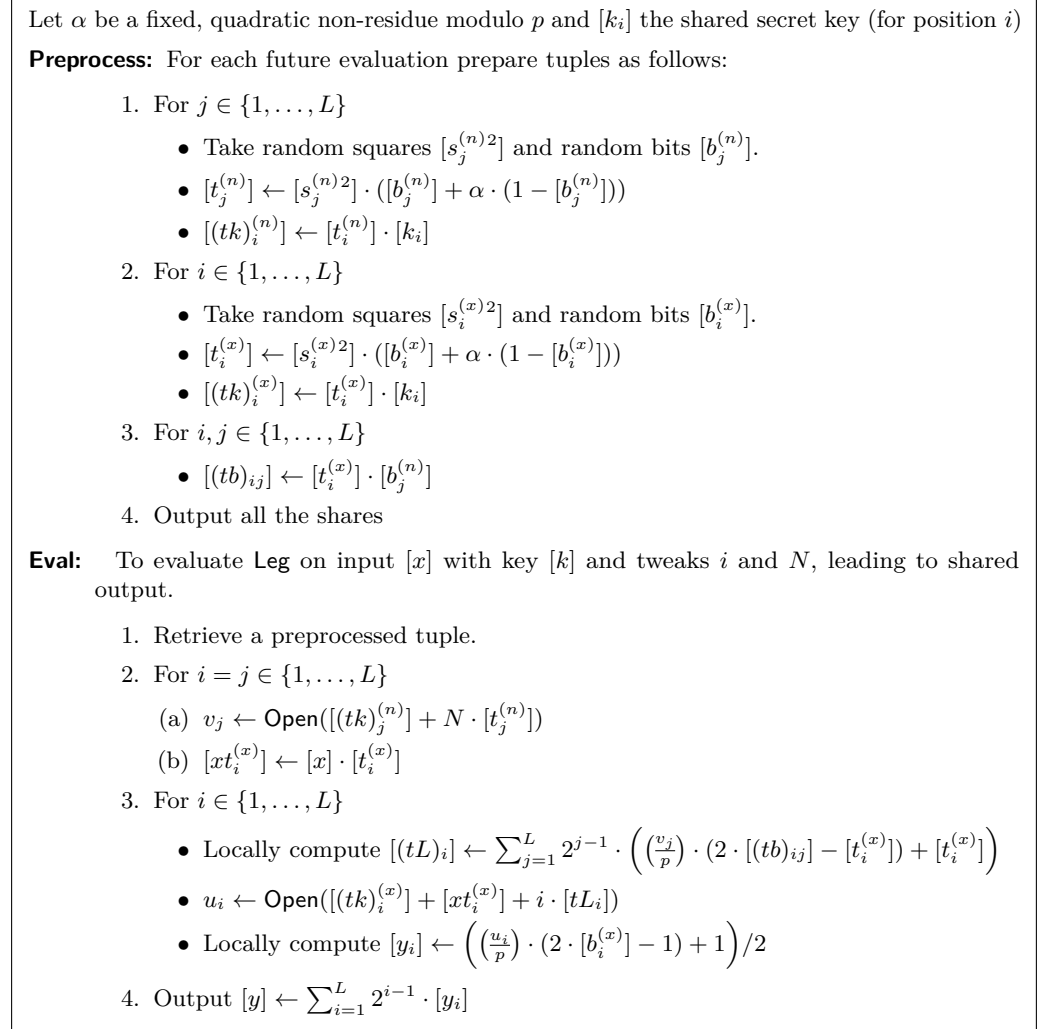 Let α be a fixed, quadratic non-residue modulo p and [k_i] the shared secret key (for position i)
Preprocess: For each future evaluation prepare tuples as follows:
1. For j ∈ {1, . . . , L}
• Take random squares [s_j^{(n)2}] and random bits [b_j^{(n)}].
• [t_j^{(n)}] ← [s_j^{(n)2}] · ([b_j^{(n)}] + α · (1 − [b_j^{(n)}]))
• [(tk)_i^{(n)}] ← [t_i^{(n)}] · [k_i]
2. For i ∈ {1, . . . , L}
• Take random squares [s_i^{(x)2}] and random bits [b_i^{(x)}].
• [t_i^{(x)}] ← [s_i^{(x)2}] · ([b_i^{(x)}] + α · (1 − [b_i^{(x)}]))
• [(tk)_i^{(x)}] ← [t_i^{(x)}] · [k_i]
3. For i, j ∈ {1, . . . , L}
• [(tb)_{ij}] ← [t_i^{(x)}] · [b_j^{(n)}]
4. Output all the shares
Eval: To evaluate Leg on input [x] with key [k] and tweaks i and N, leading to shared
output.
1. Retrieve a preprocessed tuple.
2. For i = j ∈ {1, . . . , L}
(a) v_j ← Open([(tk)_j^{(n)}] + N · [t_j^{(n)}])
(b) [xt_i^{(x)}] ← [x] · [t_i^{(x)}]
3. For i ∈ {1, . . . , L}
• Locally compute [(tL)_i] ← ∑_{j=1}^{L} 2^{j−1} · ((v_j/p) · (2 · [(tb)_{ij}] − [t_i^{(x)}]) + [t_i^{(x)}])
• u_i ← Open([(tk)_i^{(x)}] + [xt_i^{(x)}] + i · [tL_i])
• Locally compute [y_i] ← ((u_i/p) · (2 · [b_i^{(x)}] − 1) + 1)/2
4. Output [y] ← ∑_{i=1}^{L} 2^{i−1} · [y_i]